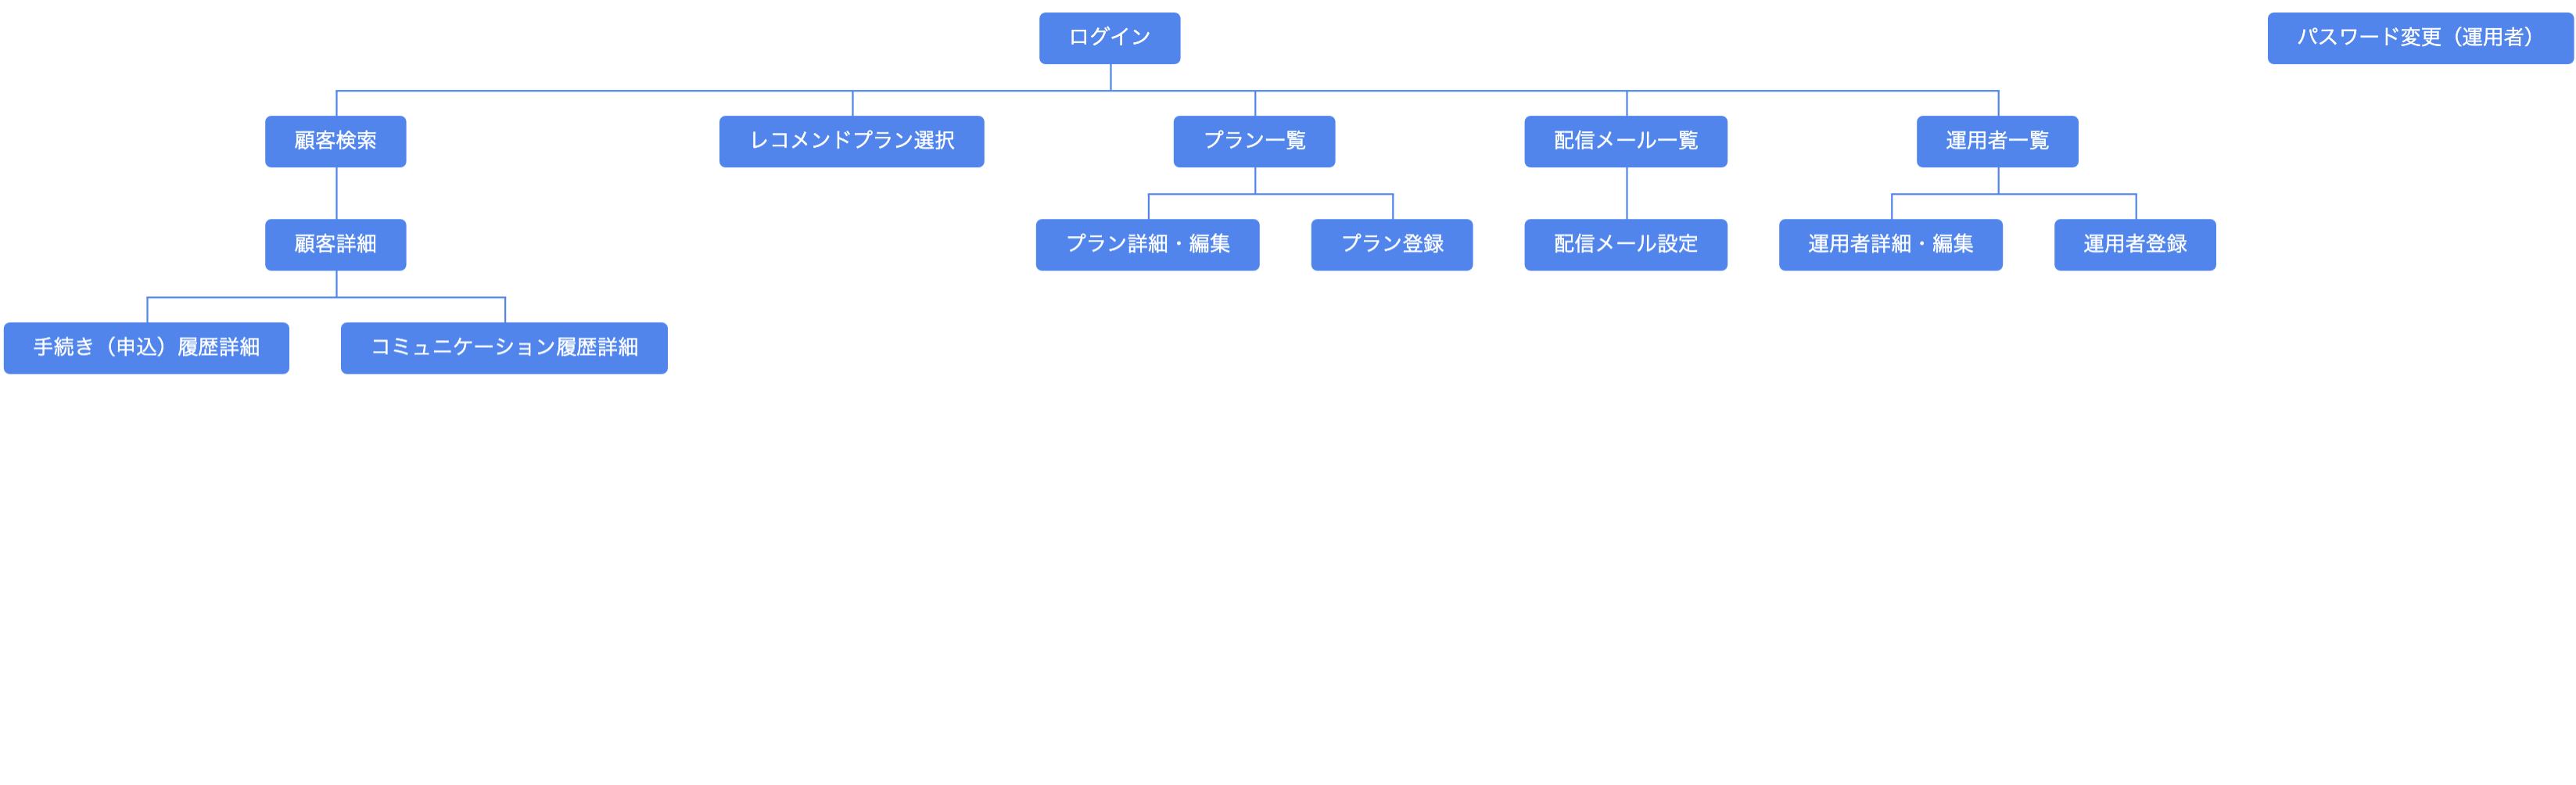 ログイン
パスワード変更（運用者）
顧客検索
レコメンドプラン選択
プラン一覧
配信メール一覧
運用者一覧
顧客詳細
プラン詳細・編集
プラン登録
配信メール設定
運用者詳細・編集
運用者登録
手続き（申込）履歴詳細
コミュニケーション履歴詳細